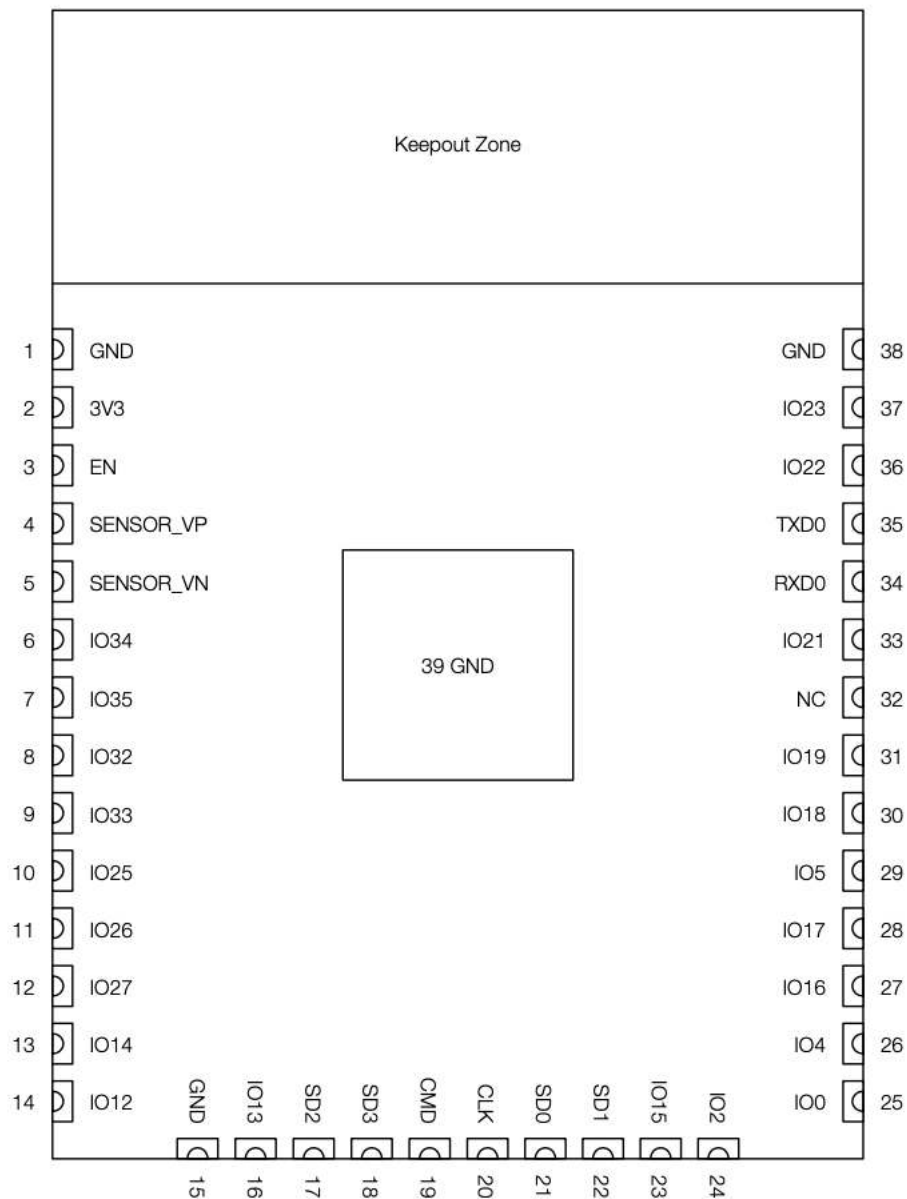 Keepout Zone
1 GND
2 3V3
3 EN
4 SENSOR_VP
5 SENSOR_VN
6 IO34
7 IO35
8 IO32
9 IO33
10 IO25
11 IO26
12 IO27
13 IO14
14 IO12
39 GND
GND 38
IO23 37
IO22 36
TXD0 35
RXD0 34
IO21 33
NC 32
IO19 31
IO18 30
IO5 29
IO17 28
IO16 27
IO4 26
IO0 25
GND 15
IO13 16
SD2 17
SD3 18
CMD 19
CLK 20
SD0 21
SD1 22
IO15 23
IO2 24